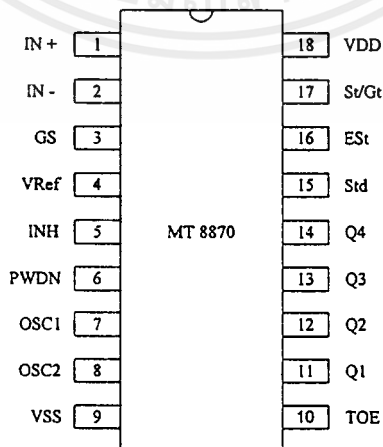 IN + 1 18 VDD
IN - 2 17 St/Gt
GS 3 16 ESt
VRef 4 15 Std
INH 5 MT 8870 14 Q4
PWDN 6 13 Q3
OSC1 7 12 Q2
OSC2 8 11 Q1
VSS 9 10 TOE